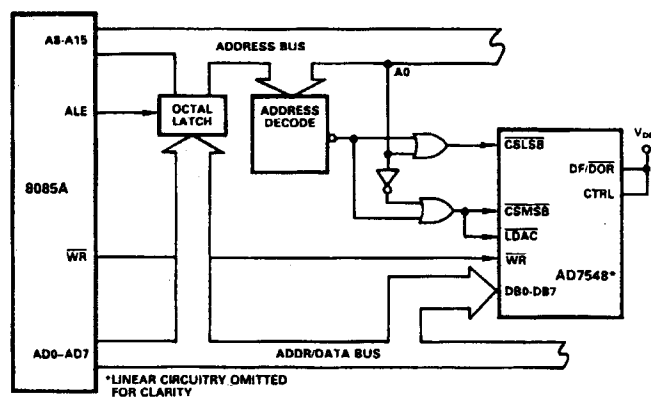 A8-A15
ADDRESS BUS
A0
ALE
OCTAL
LATCH
ADDRESS
DECODE
8085A
CSLSB
DF/DOR
CTRL
CSMSB
LDAC
WR
WR
AD7548*
DB0-DB7
AD0-AD7
ADDR/DATA BUS
*LINEAR CIRCUITRY OMITTED
FOR CLARITY